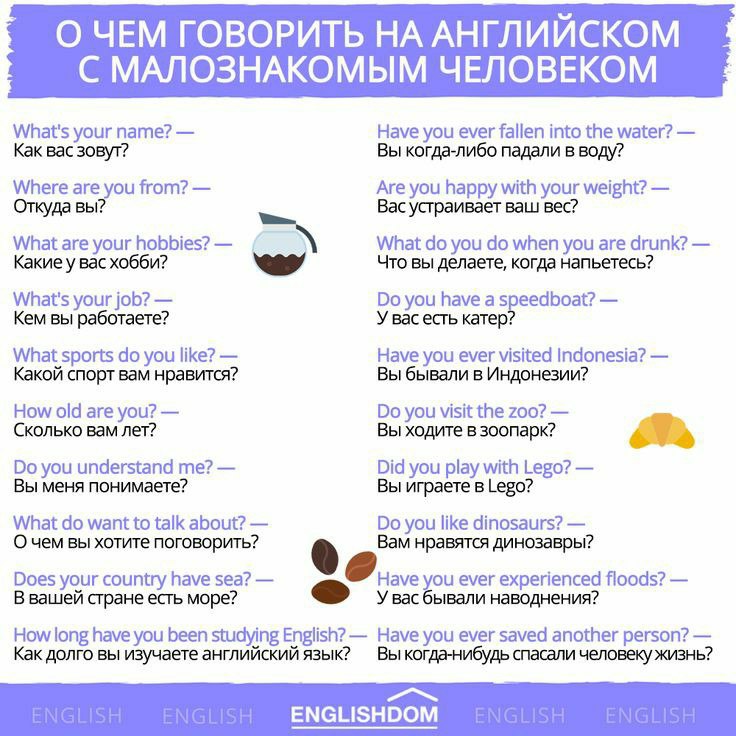 О ЧЕМ ГОВОРИТЬ НА АНГЛИЙСКОМ
С МАЛОЗНАКОМЫМ ЧЕЛОВЕКОМ
What's your name? —
Как вас зовут?
Where are you from? —
Откуда вы?
What are your hobbies? —
Какие у вас хобби?
What's your job? —
Кем вы работаете?
What sports do you like? —
Какой спорт вам нравится?
How old are you? —
Сколько вам лет?
Do you understand me? —
Вы меня понимаете?
What do want to talk about? —
О чем вы хотите поговорить?
Does your country have sea? —
В вашей стране есть море?
How long have you been studying English? —
Как долго вы изучаете английский язык?
Have you ever fallen into the water? —
Вы когда-либо падали в воду?
Are you happy with your weight? —
Вас устраивает ваш вес?
What do you do when you are drunk? —
Что вы делаете, когда напьетесь?
Do you have a speedboat? —
У вас есть катер?
Have you ever visited Indonesia? —
Вы бывали в Индонезии?
Do you visit the zoo? —
Вы ходите в зоопарк?
Did you play with Lego? —
Вы играете в Lego?
Do you like dinosaurs? —
Вам нравятся динозавры?
Have you ever experienced floods? —
У вас бывали наводнения?
Have you ever saved another person? —
Вы когда-нибудь спасали человеку жизнь?
ENGLISH ENGLISH ENGLISHDOM ENGLISH ENGLISH